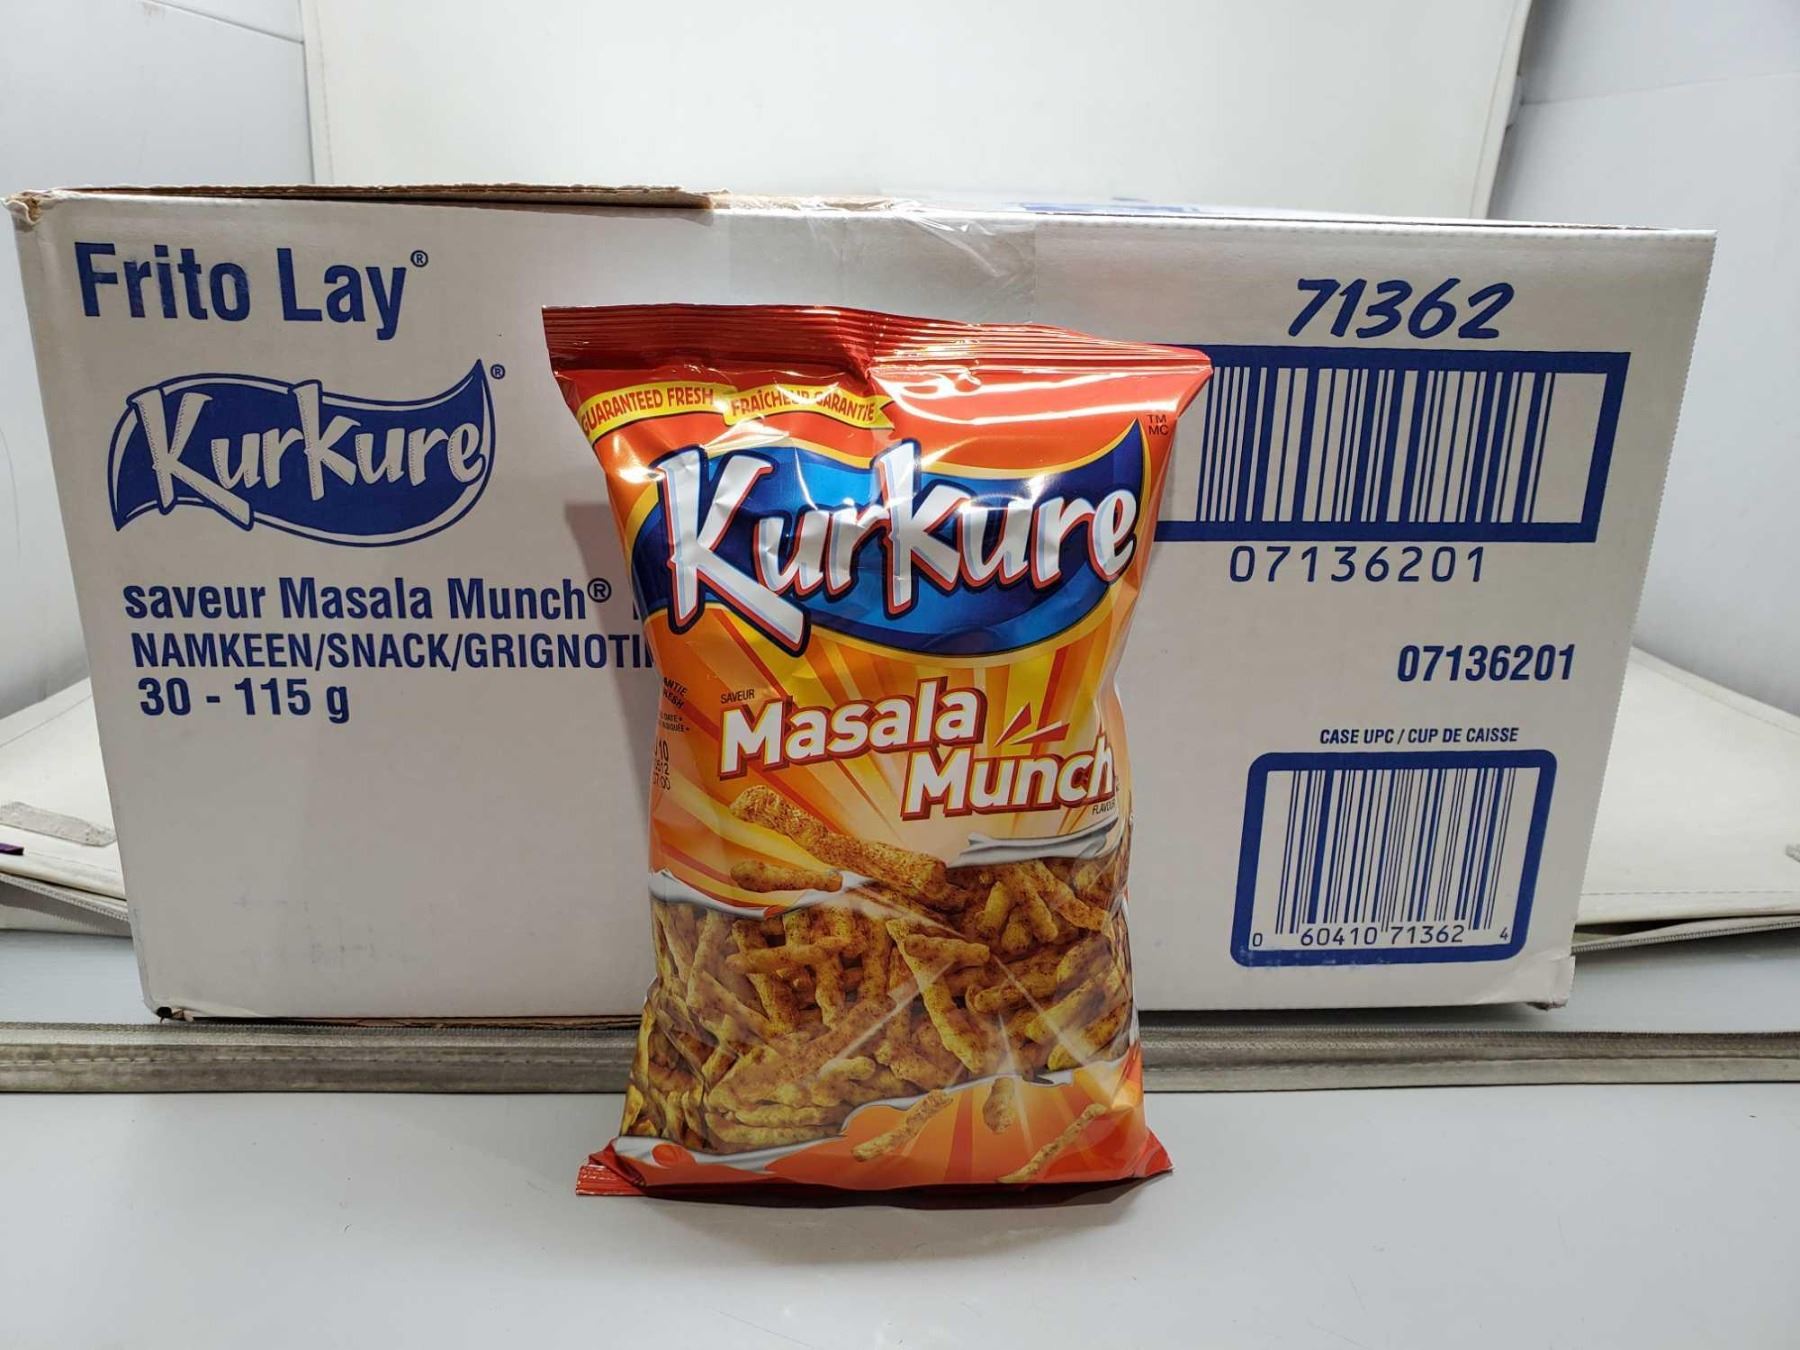 Frito Lay®
Kurkure®
saveur Masala Munch®
NAMKEEN/SNACK/GRIGNOTI
30 - 115 g
71362
07136201
07136201
CASE UPC / CUP DE CAISSE
0 60410 71362 4
GUARANTEED FRESH FRAÎCHEUR GARANTIE
TM
MC
Kurkure
SAVEUR
Masala
Munch
FLAVOUR